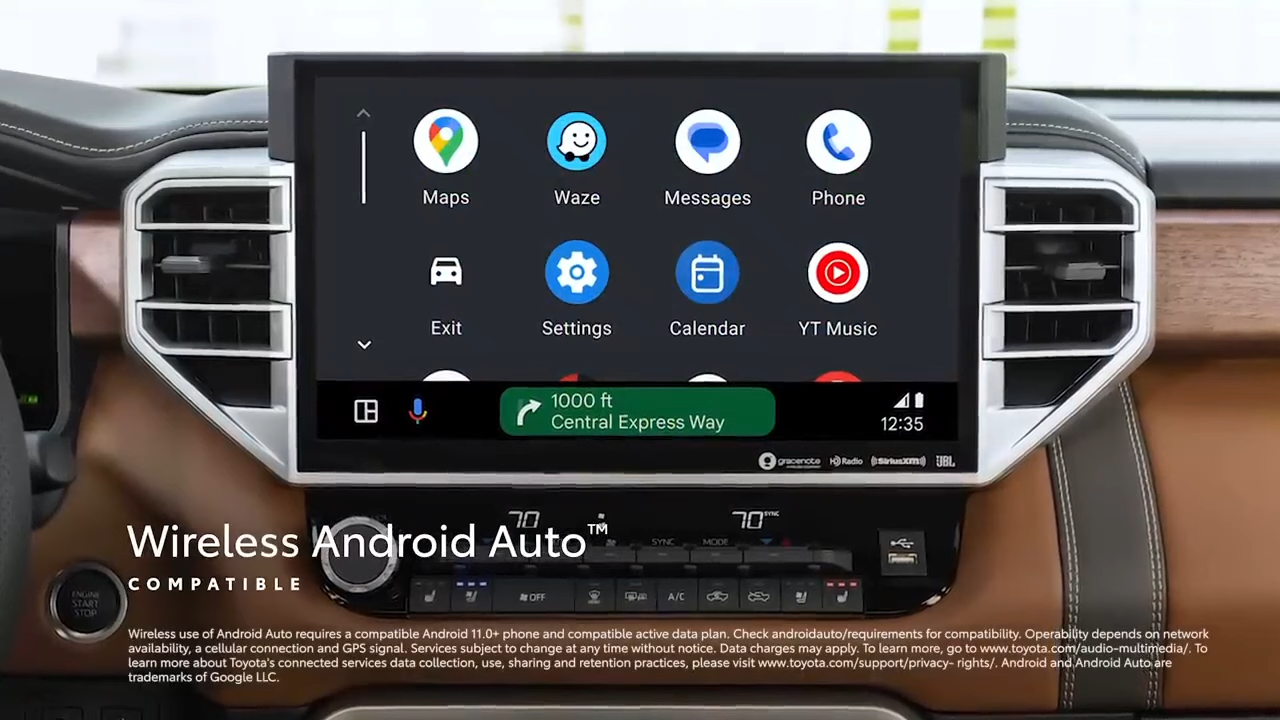 Maps Waze Messages Phone
Exit Settings Calendar YT Music
1000 ft
Central Express Way
12:35
gracenote HD Radio SiriusXM JBL
70 70 SYNC
SYNC MODE
OFF A/C
Wireless Android Auto™
COMPATIBLE
ENGINE
START
STOP
Wireless use of Android Auto requires a compatible Android 11.0+ phone and compatible active data plan. Check androidauto/requirements for compatibility. Operability depends on network
availability, a cellular connection and GPS signal. Services subject to change at any time without notice. Data charges may apply. To learn more, go to www.toyota.com/audio-multimedia/. To
learn more about Toyota's connected services data collection, use, sharing and retention practices, please visit www.toyota.com/support/privacy- rights/. Android and Android Auto are
trademarks of Google LLC.